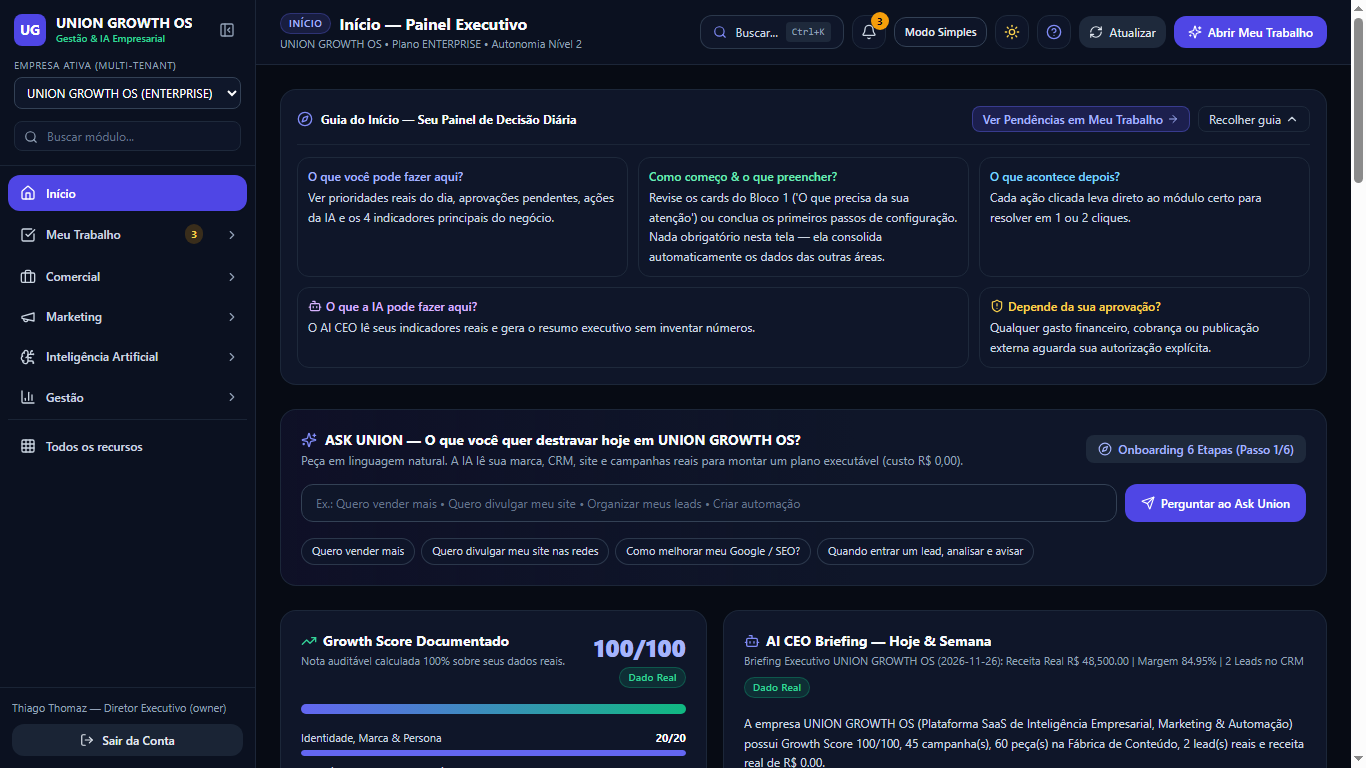 UG
UNION GROWTH OS
Gestão & IA Empresarial
EMPRESA ATIVA (MULTI-TENANT)
UNION GROWTH OS (ENTERPRISE)
Buscar módulo...
Início
Meu Trabalho
3
Comercial
Marketing
Inteligência Artificial
Gestão
Todos os recursos
Thiago Thomaz — Diretor Executivo (owner)
Sair da Conta
INÍCIO
Início — Painel Executivo
UNION GROWTH OS • Plano ENTERPRISE • Autonomia Nível 2
Buscar...
Ctrl+K
3
Modo Simples
Atualizar
Abrir Meu Trabalho
Guia do Início — Seu Painel de Decisão Diária
Ver Pendências em Meu Trabalho
Recolher guia
O que você pode fazer aqui?
Ver prioridades reais do dia, aprovações pendentes, ações
da IA e os 4 indicadores principais do negócio.
Como começo & o que preencher?
Revise os cards do Bloco 1 ('O que precisa da sua
atenção') ou conclua os primeiros passos de configuração.
Nada obrigatório nesta tela — ela consolida
automaticamente os dados das outras áreas.
O que acontece depois?
Cada ação clicada leva direto ao módulo certo para
resolver em 1 ou 2 cliques.
O que a IA pode fazer aqui?
O AI CEO lê seus indicadores reais e gera o resumo executivo sem inventar números.
Depende da sua aprovação?
Qualquer gasto financeiro, cobrança ou publicação
externa aguarda sua autorização explícita.
ASK UNION — O que você quer destravar hoje em UNION GROWTH OS?
Peça em linguagem natural. A IA lê sua marca, CRM, site e campanhas reais para montar um plano executável (custo R$ 0,00).
Onboarding 6 Etapas (Passo 1/6)
Ex.: Quero vender mais • Quero divulgar meu site • Organizar meus leads • Criar automação
Perguntar ao Ask Union
Quero vender mais
Quero divulgar meu site nas redes
Como melhorar meu Google / SEO?
Quando entrar um lead, analisar e avisar
Growth Score Documentado
Nota auditável calculada 100% sobre seus dados reais.
100/100
Dado Real
Identidade, Marca & Persona
20/20
AI CEO Briefing — Hoje & Semana
Briefing Executivo UNION GROWTH OS (2026-11-26): Receita Real R$ 48,500.00 | Margem 84.95% | 2 Leads no CRM
Dado Real
A empresa UNION GROWTH OS (Plataforma SaaS de Inteligência Empresarial, Marketing & Automação)
possui Growth Score 100/100, 45 campanha(s), 60 peça(s) na Fábrica de Conteúdo, 2 lead(s) reais e receita
real de R$ 0.00.